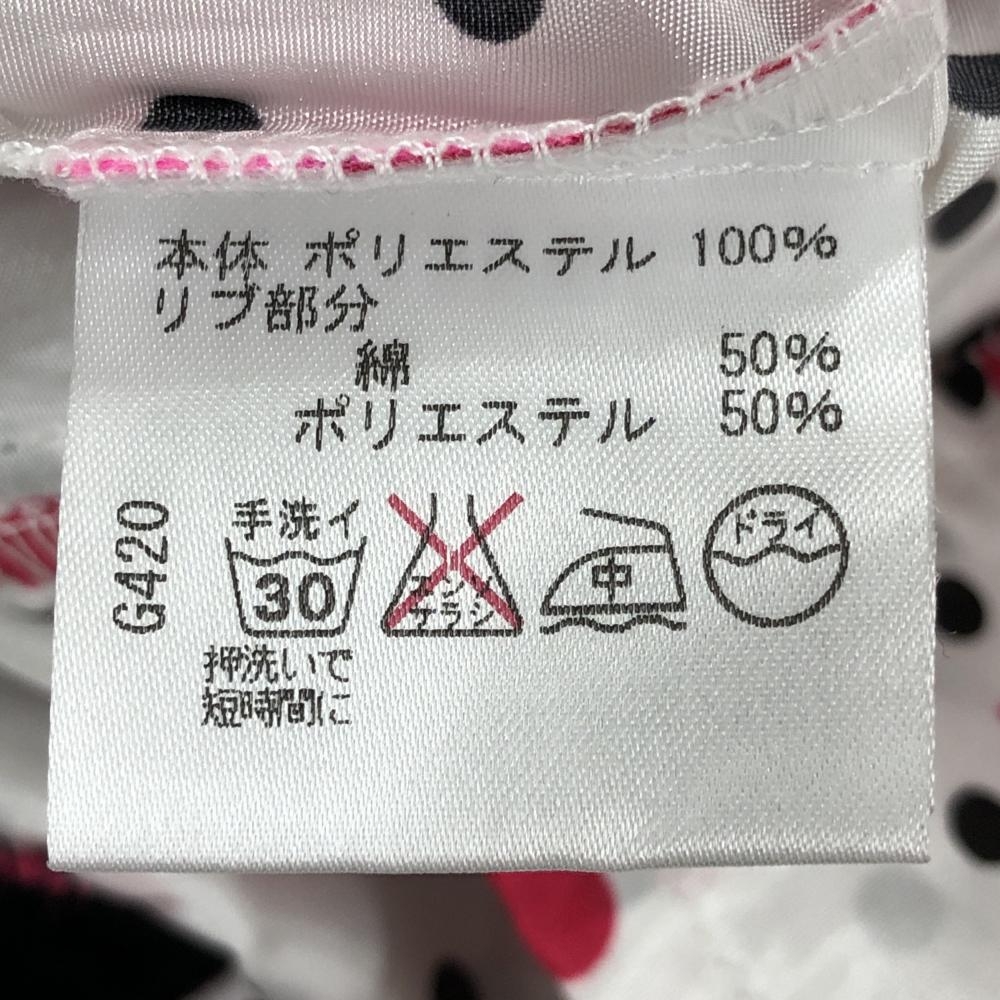 本体 ポリエステル 100%
リブ部分
綿 50%
ポリエステル 50%
G420
手洗イ
30
エンソ
サラシ
中
ドライ
押洗いで
短時間に